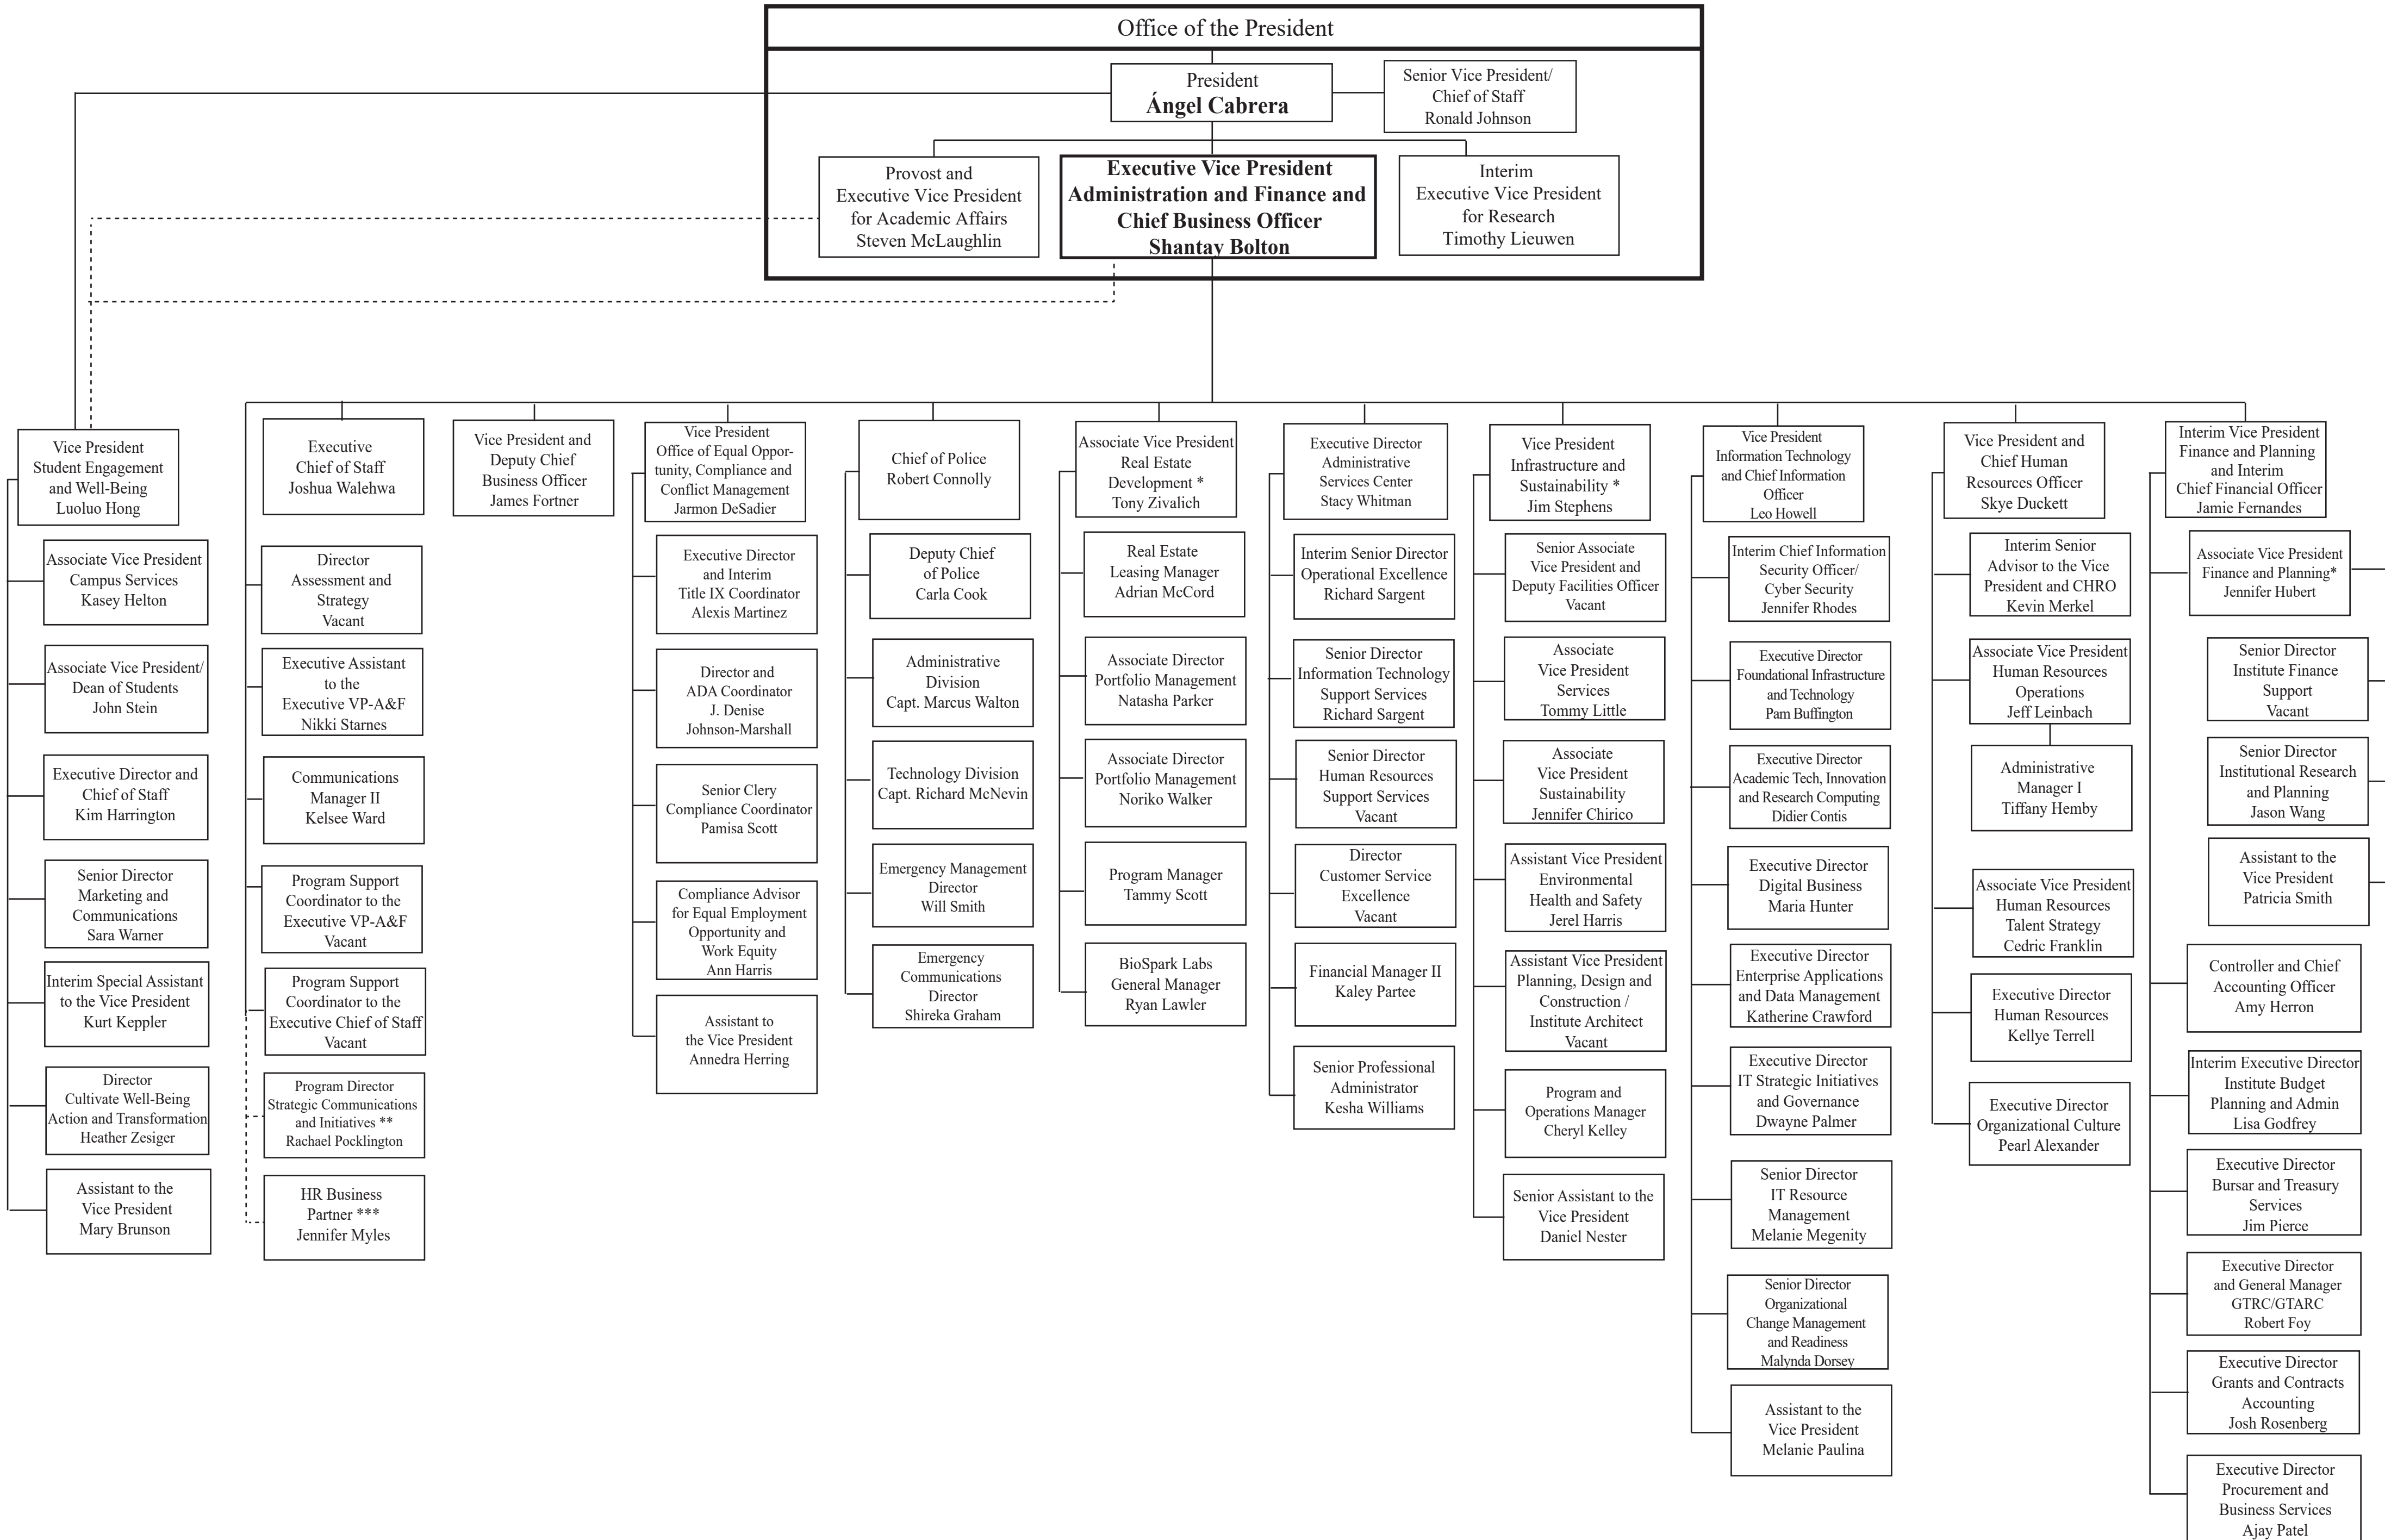 Office of the President
President
Ángel Cabrera
Senior Vice President/
Chief of Staff
Ronald Johnson
Provost and
Executive Vice President
for Academic Affairs
Steven McLaughlin
Executive Vice President
Administration and Finance and
Chief Business Officer
Shantay Bolton
Interim
Executive Vice President
for Research
Timothy Lieuwen
Vice President
Student Engagement
and Well-Being
Luoluo Hong
Associate Vice President
Campus Services
Kasey Helton
Associate Vice President/
Dean of Students
John Stein
Executive Director and
Chief of Staff
Kim Harrington
Senior Director
Marketing and
Communications
Sara Warner
Interim Special Assistant
to the Vice President
Kurt Keppler
Director
Cultivate Well-Being
Action and Transformation
Heather Zesiger
Assistant to the
Vice President
Mary Brunson
Executive
Chief of Staff
Joshua Walehwa
Director
Assessment and
Strategy
Vacant
Executive Assistant
to the
Executive VP-A&F
Nikki Starnes
Communications
Manager II
Kelsee Ward
Program Support
Coordinator to the
Executive VP-A&F
Vacant
Program Support
Coordinator to the
Executive Chief of Staff
Vacant
Program Director
Strategic Communications
and Initiatives **
Rachael Pocklington
HR Business
Partner ***
Jennifer Myles
Vice President and
Deputy Chief
Business Officer
James Fortner
Vice President
Office of Equal Oppor-
tunity, Compliance and
Conflict Management
Jarmon DeSadier
Executive Director
and Interim
Title IX Coordinator
Alexis Martinez
Director and
ADA Coordinator
J. Denise
Johnson-Marshall
Senior Clery
Compliance Coordinator
Pamisa Scott
Compliance Advisor
for Equal Employment
Opportunity and
Work Equity
Ann Harris
Assistant to
the Vice President
Annedra Herring
Chief of Police
Robert Connolly
Deputy Chief
of Police
Carla Cook
Administrative
Division
Capt. Marcus Walton
Technology Division
Capt. Richard McNevin
Emergency Management
Director
Will Smith
Emergency
Communications
Director
Shireka Graham
Associate Vice President
Real Estate
Development *
Tony Zivalich
Real Estate
Leasing Manager
Adrian McCord
Associate Director
Portfolio Management
Natasha Parker
Associate Director
Portfolio Management
Noriko Walker
Program Manager
Tammy Scott
BioSpark Labs
General Manager
Ryan Lawler
Executive Director
Administrative
Services Center
Stacy Whitman
Interim Senior Director
Operational Excellence
Richard Sargent
Senior Director
Information Technology
Support Services
Richard Sargent
Senior Director
Human Resources
Support Services
Vacant
Director
Customer Service
Excellence
Vacant
Financial Manager II
Kaley Partee
Senior Professional
Administrator
Kesha Williams
Vice President
Infrastructure and
Sustainability *
Jim Stephens
Senior Associate
Vice President and
Deputy Facilities Officer
Vacant
Associate
Vice President
Services
Tommy Little
Associate
Vice President
Sustainability
Jennifer Chirico
Assistant Vice President
Environmental
Health and Safety
Jerel Harris
Assistant Vice President
Planning, Design and
Construction /
Institute Architect
Vacant
Program and
Operations Manager
Cheryl Kelley
Senior Assistant to the
Vice President
Daniel Nester
Vice President
Information Technology
and Chief Information
Officer
Leo Howell
Interim Chief Information
Security Officer/
Cyber Security
Jennifer Rhodes
Executive Director
Foundational Infrastructure
and Technology
Pam Buffington
Executive Director
Academic Tech, Innovation
and Research Computing
Didier Contis
Executive Director
Digital Business
Maria Hunter
Executive Director
Enterprise Applications
and Data Management
Katherine Crawford
Executive Director
IT Strategic Initiatives
and Governance
Dwayne Palmer
Senior Director
IT Resource
Management
Melanie Megenity
Senior Director
Organizational
Change Management
and Readiness
Malynda Dorsey
Assistant to the
Vice President
Melanie Paulina
Vice President and
Chief Human
Resources Officer
Skye Duckett
Interim Senior
Advisor to the Vice
President and CHRO
Kevin Merkel
Associate Vice President
Human Resources
Operations
Jeff Leinbach
Administrative
Manager I
Tiffany Hemby
Associate Vice President
Human Resources
Talent Strategy
Cedric Franklin
Executive Director
Human Resources
Kellye Terrell
Executive Director
Organizational Culture
Pearl Alexander
Interim Vice President
Finance and Planning
and Interim
Chief Financial Officer
Jamie Fernandes
Associate Vice President
Finance and Planning*
Jennifer Hubert
Senior Director
Institute Finance
Support
Vacant
Senior Director
Institutional Research
and Planning
Jason Wang
Assistant to the
Vice President
Patricia Smith
Controller and Chief
Accounting Officer
Amy Herron
Interim Executive Director
Institute Budget
Planning and Admin
Lisa Godfrey
Executive Director
Bursar and Treasury
Services
Jim Pierce
Executive Director
and General Manager
GTRC/GTARC
Robert Foy
Executive Director
Grants and Contracts
Accounting
Josh Rosenberg
Executive Director
Procurement and
Business Services
Ajay Patel